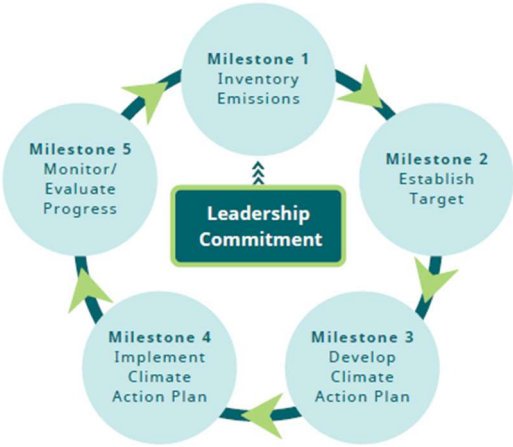 Milestone 1
Inventory
Emissions
Milestone 2
Establish
Target
Milestone 3
Develop
Climate
Action Plan
Milestone 4
Implement
Climate
Action Plan
Milestone 5
Monitor/
Evaluate
Progress
Leadership
Commitment